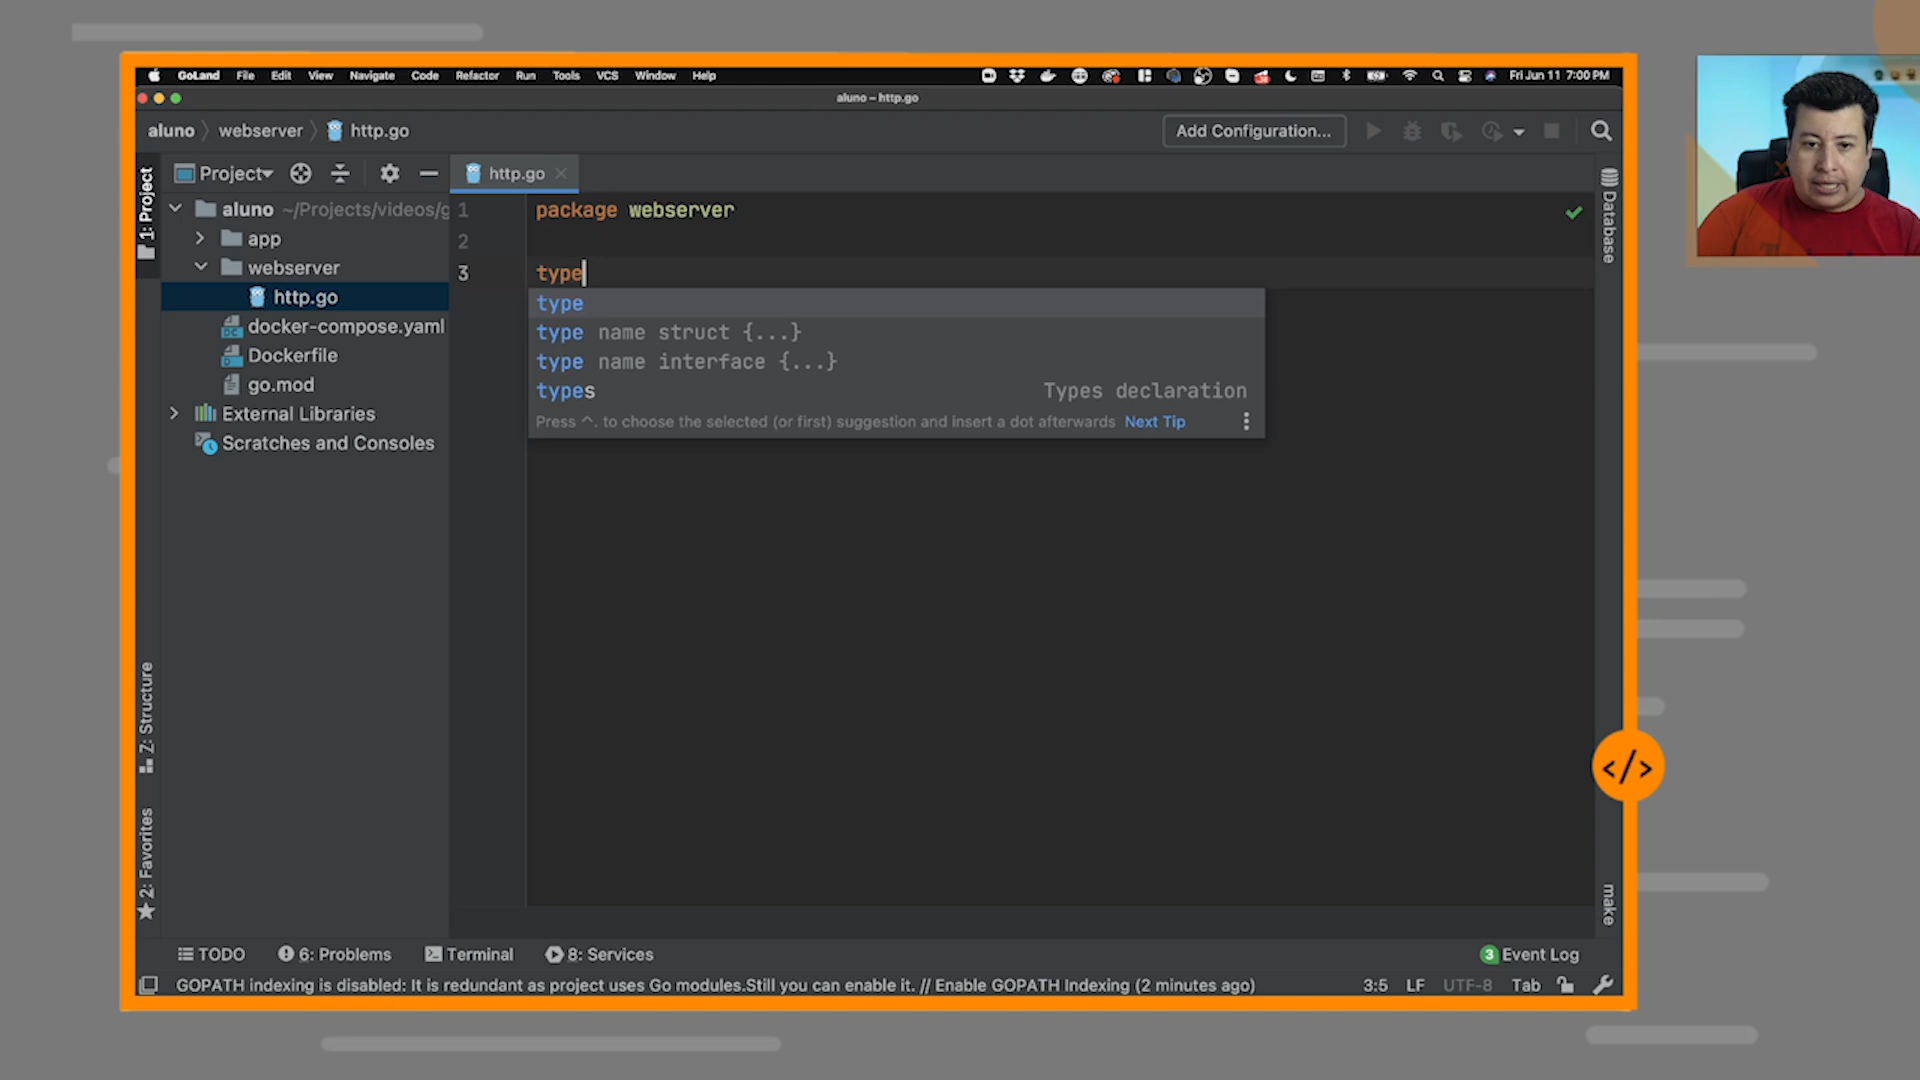 GoLand File Edit View Navigate Code Refactor Run Tools VCS Window Help Fri Jun 11 7:00 PM
aluno – http.go
aluno webserver http.go Add Configuration...
1: Project
Project
http.go
aluno ~/Projects/videos/g
app
webserver
http.go
docker-compose.yaml
Dockerfile
go.mod
External Libraries
Scratches and Consoles
1 package webserver
2
3 type
type
type name struct {...}
type name interface {...}
types Types declaration
Press ^. to choose the selected (or first) suggestion and insert a dot afterwards Next Tip
Database
Z: Structure
2: Favorites
make
</>
TODO 6: Problems Terminal 8: Services 3 Event Log
GOPATH indexing is disabled: It is redundant as project uses Go modules.Still you can enable it. // Enable GOPATH Indexing (2 minutes ago) 3:5 LF UTF-8 Tab